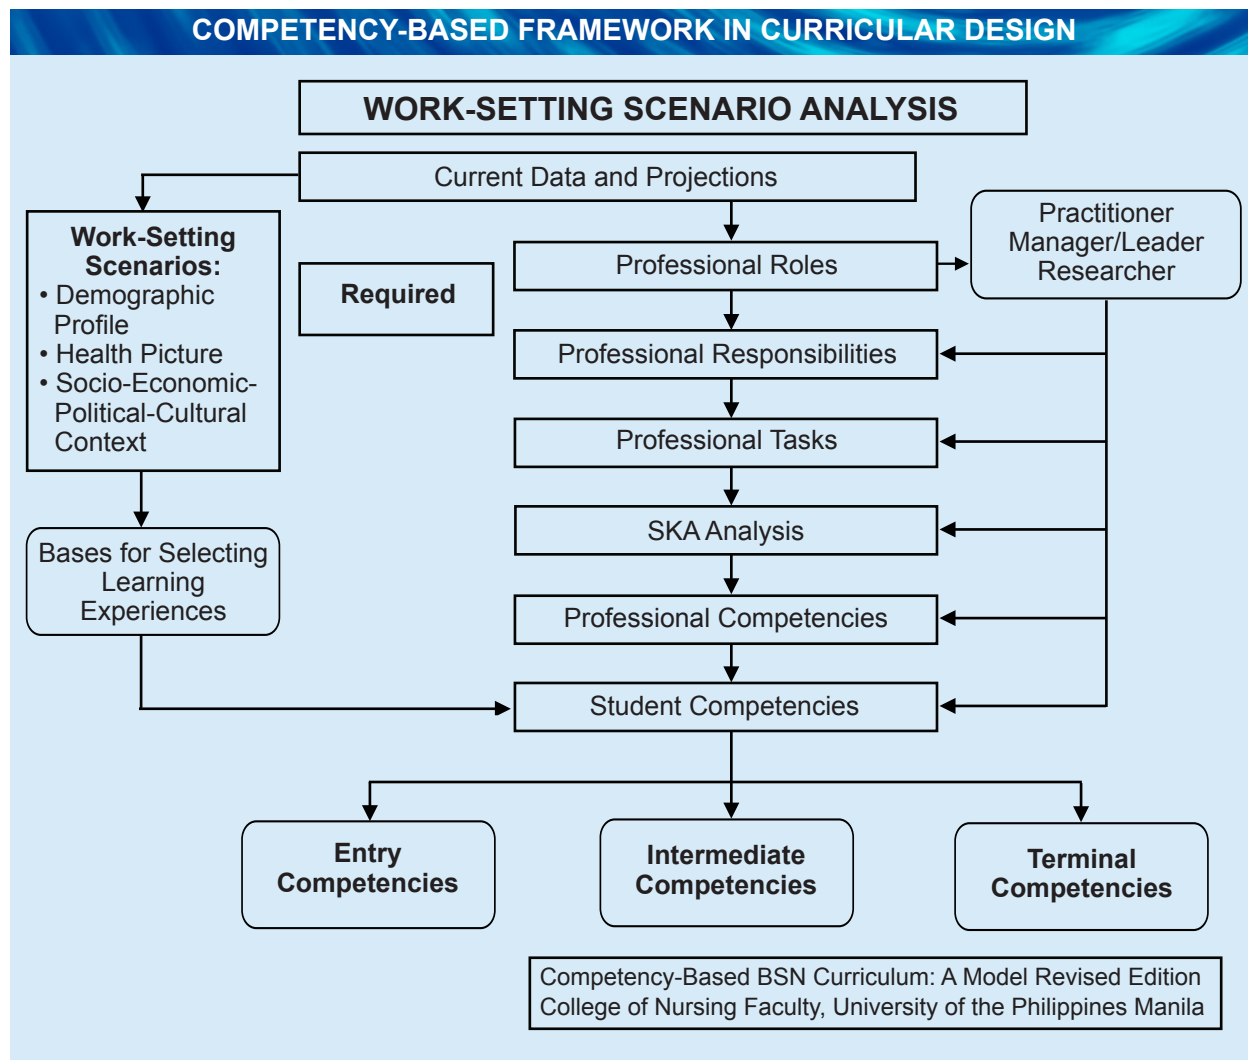 COMPETENCY-BASED FRAMEWORK IN CURRICULAR DESIGN
WORK-SETTING SCENARIO ANALYSIS
Current Data and Projections
Work-Setting
Scenarios:
• Demographic
Profile
• Health Picture
• Socio-Economic-
Political-Cultural
Context
Required
Professional Roles
Practitioner
Manager/Leader
Researcher
Professional Responsibilities
Professional Tasks
SKA Analysis
Bases for Selecting
Learning
Experiences
Professional Competencies
Student Competencies
Entry
Competencies
Intermediate
Competencies
Terminal
Competencies
Competency-Based BSN Curriculum: A Model Revised Edition
College of Nursing Faculty, University of the Philippines Manila